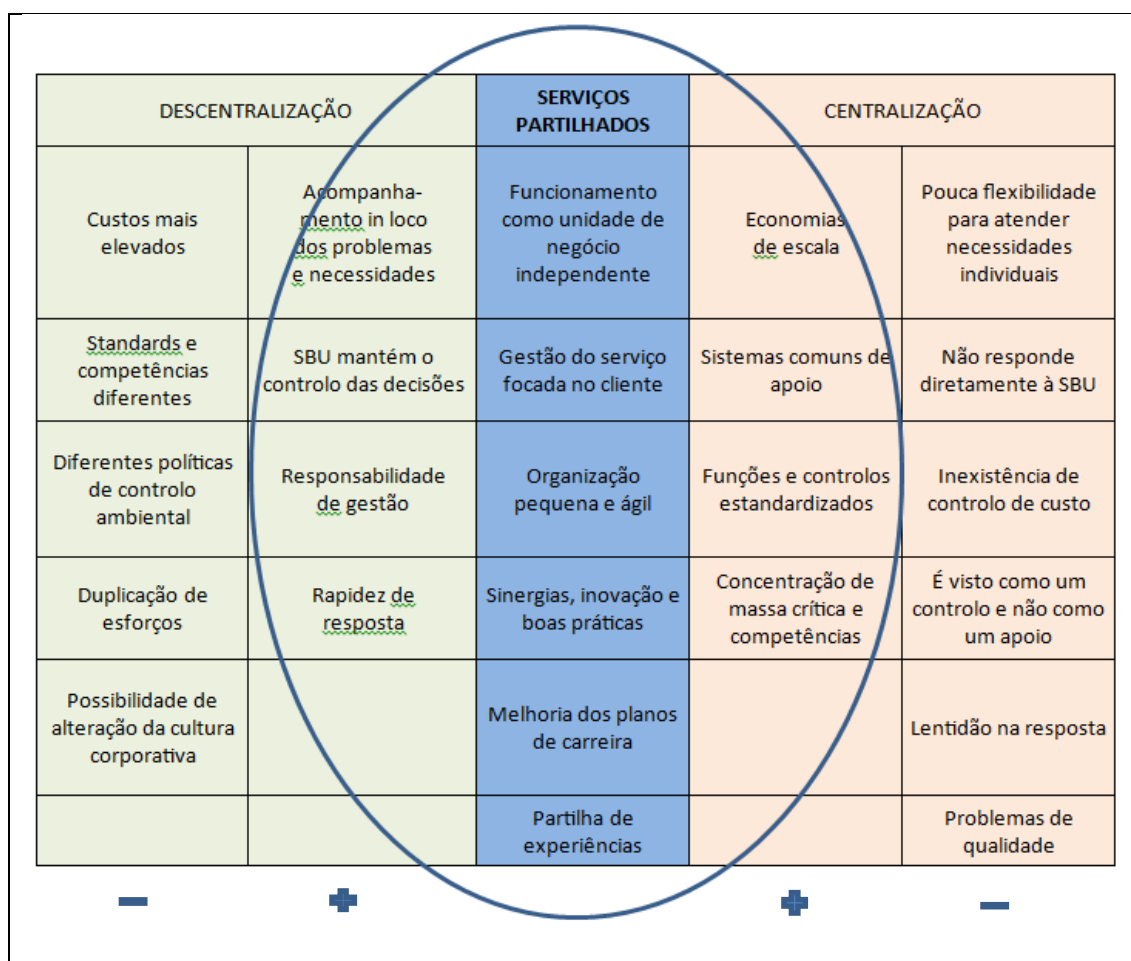 DESCENTRALIZAÇÃO
SERVIÇOS
PARTILHADOS
CENTRALIZAÇÃO
Custos mais
elevados
Acompanha-
mento in loco
dos problemas
e necessidades
Funcionamento
como unidade de
negócio
independente
Economias
de escala
Pouca flexibilidade
para atender
necessidades
individuais
Standards e
competências
diferentes
SBU mantém o
controlo das decisões
Gestão do serviço
focada no cliente
Sistemas comuns de
apoio
Não responde
diretamente à SBU
Diferentes políticas
de controlo
ambiental
Responsabilidade
de gestão
Organização
pequena e ágil
Funções e controlos
estandardizados
Inexistência de
controlo de custo
Duplicação de
esforços
Rapidez de
resposta
Sinergias, inovação e
boas práticas
Concentração de
massa crítica e
competências
É visto como um
controlo e não como
um apoio
Possibilidade de
alteração da cultura
corporativa
Melhoria dos planos
de carreira
Lentidão na resposta
Partilha de
experiências
Problemas de
qualidade